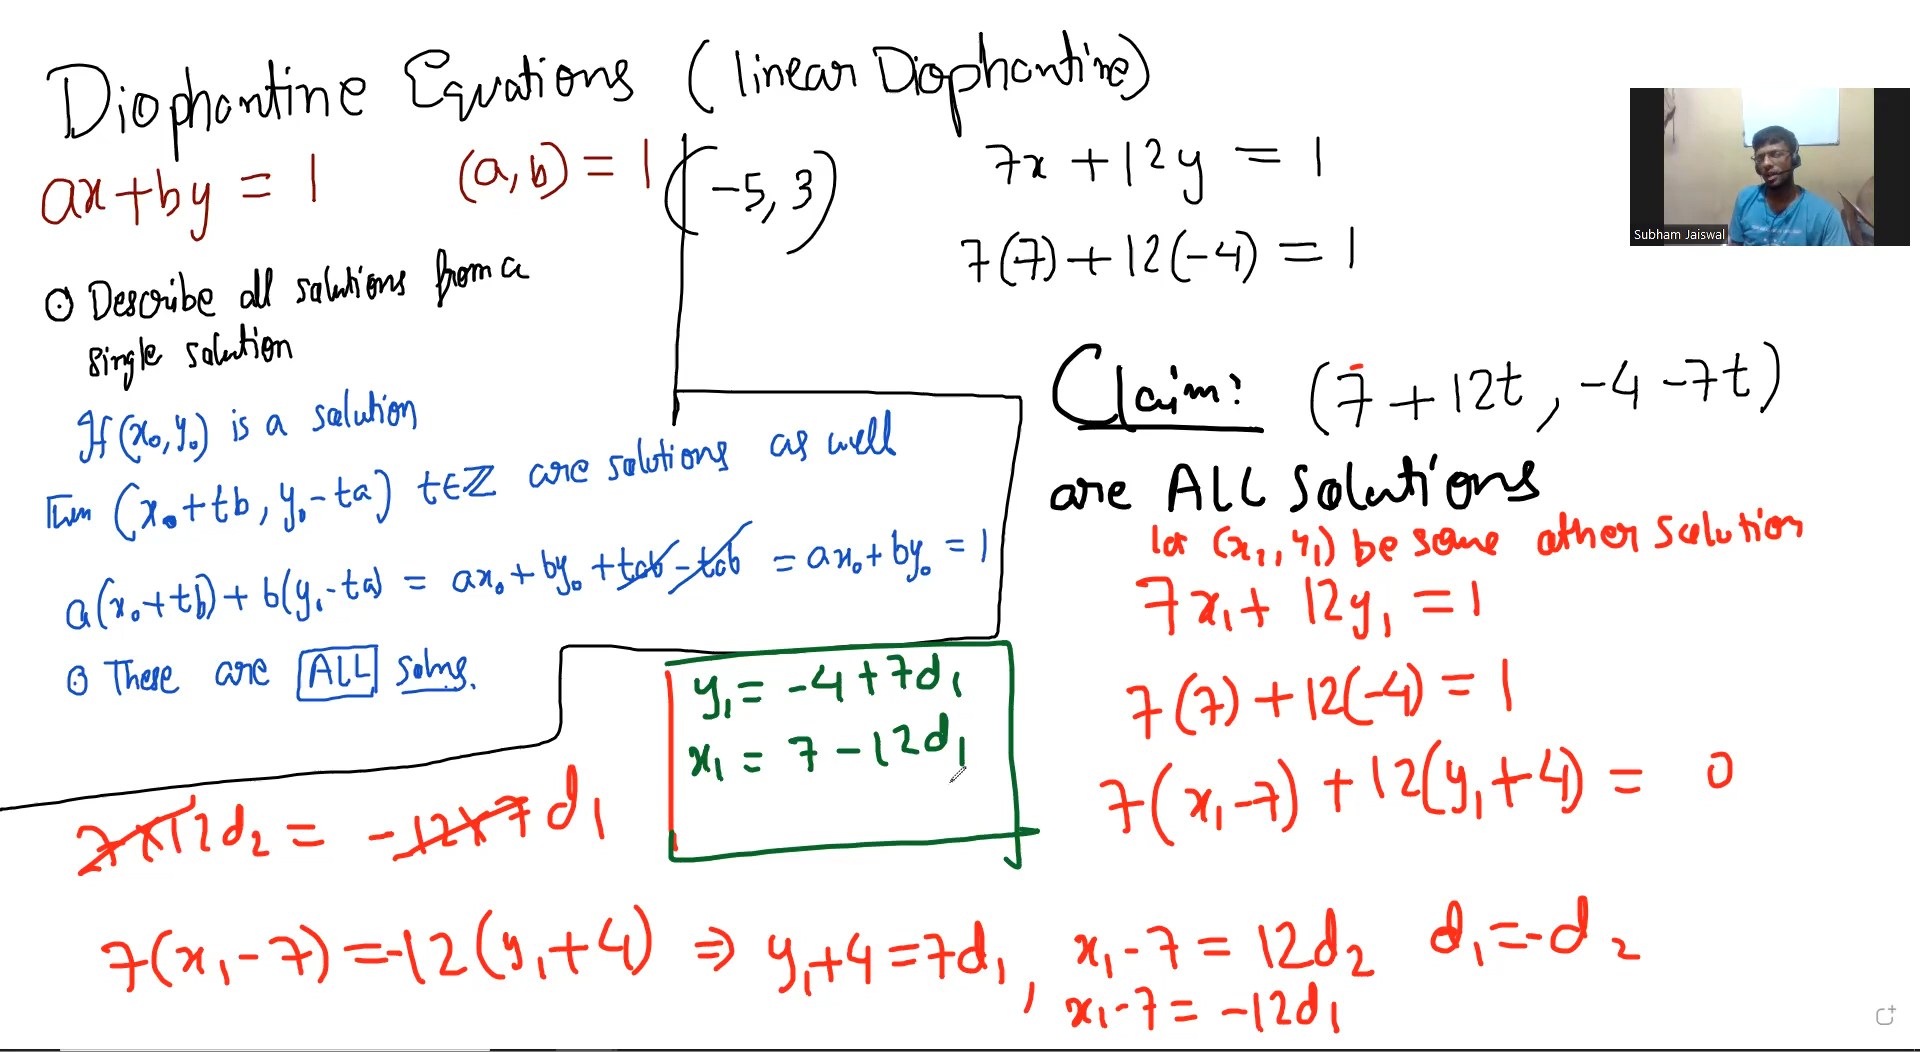 Diophantine Equations (linear Diophantine)
ax+by = 1 (a,b) = 1
(-5,3)
⊙ Describe all solutions from a
single solution
If (x₀,y₀) is a solution
Then (x₀+tb, y₀-ta) t∈ℤ are solutions as well
a(x₀+tb)+b(y₁-ta) = ax₀+by₀+tab-tab = ax₀+by₀ = 1
⊙ These are ALL solns.
7x+12y = 1
7(7)+12(-4) = 1
Subham Jaiswal
Claim: (7+12t, -4-7t)
are ALL solutions
let (x₁,y₁) be some other solution
7x₁+12y₁ = 1
7(7)+12(-4) = 1
7(x₁-7)+12(y₁+4) = 0
y₁ = -4+7d₁
x₁ = 7-12d₁
7×12d₂ = -12×7d₁
7(x₁-7)=-12(y₁+4) ⇒ y₁+4=7d₁, x₁-7=12d₂ d₁=-d₂
x₁-7=-12d₁